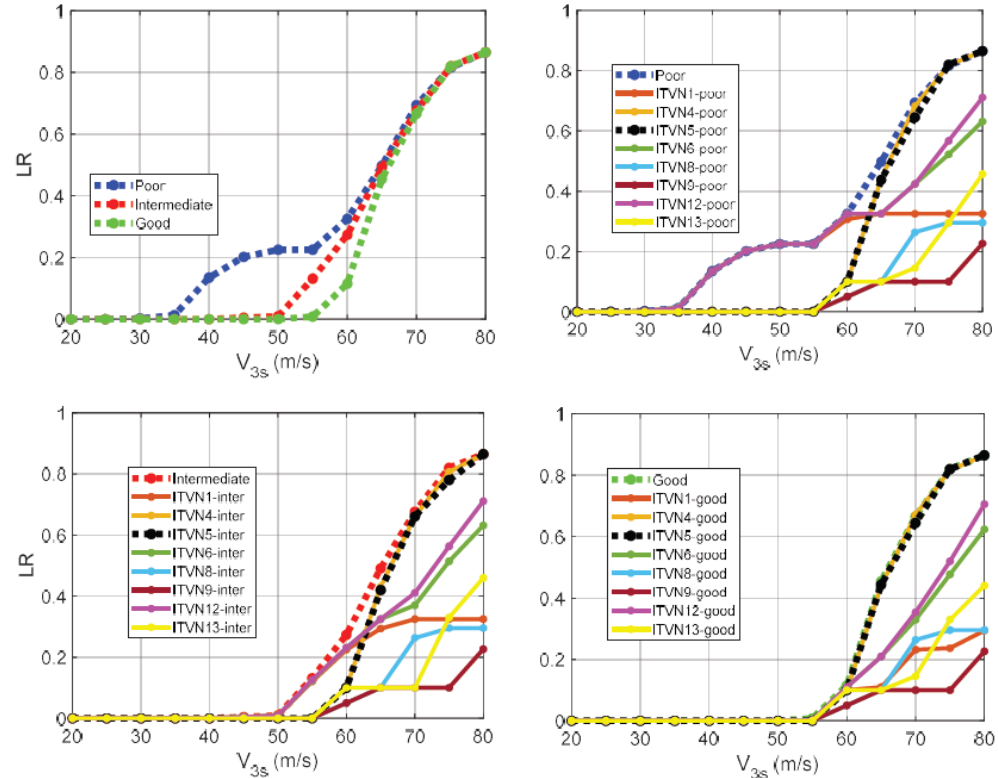 1
0.8
0.6
0.4
0.2
0
LR
20 30 40 50 60 70 80
V3s (m/s)
Poor
Intermediate
Good
1
0.8
0.6
0.4
0.2
0
20 30 40 50 60 70 80
V3s (m/s)
Poor
ITVN1-poor
ITVN4-poor
ITVN5-poor
ITVN6-poor
ITVN8-poor
ITVN9-poor
ITVN12-poor
ITVN13-poor
1
0.8
0.6
0.4
0.2
0
LR
20 30 40 50 60 70 80
V3s (m/s)
Intermediate
ITVN1-inter
ITVN4-inter
ITVN5-inter
ITVN6-inter
ITVN8-inter
ITVN9-inter
ITVN12-inter
ITVN13-inter
1
0.8
0.6
0.4
0.2
0
20 30 40 50 60 70 80
V3s (m/s)
Good
ITVN1-good
ITVN4-good
ITVN5-good
ITVN6-good
ITVN8-good
ITVN9-good
ITVN12-good
ITVN13-good